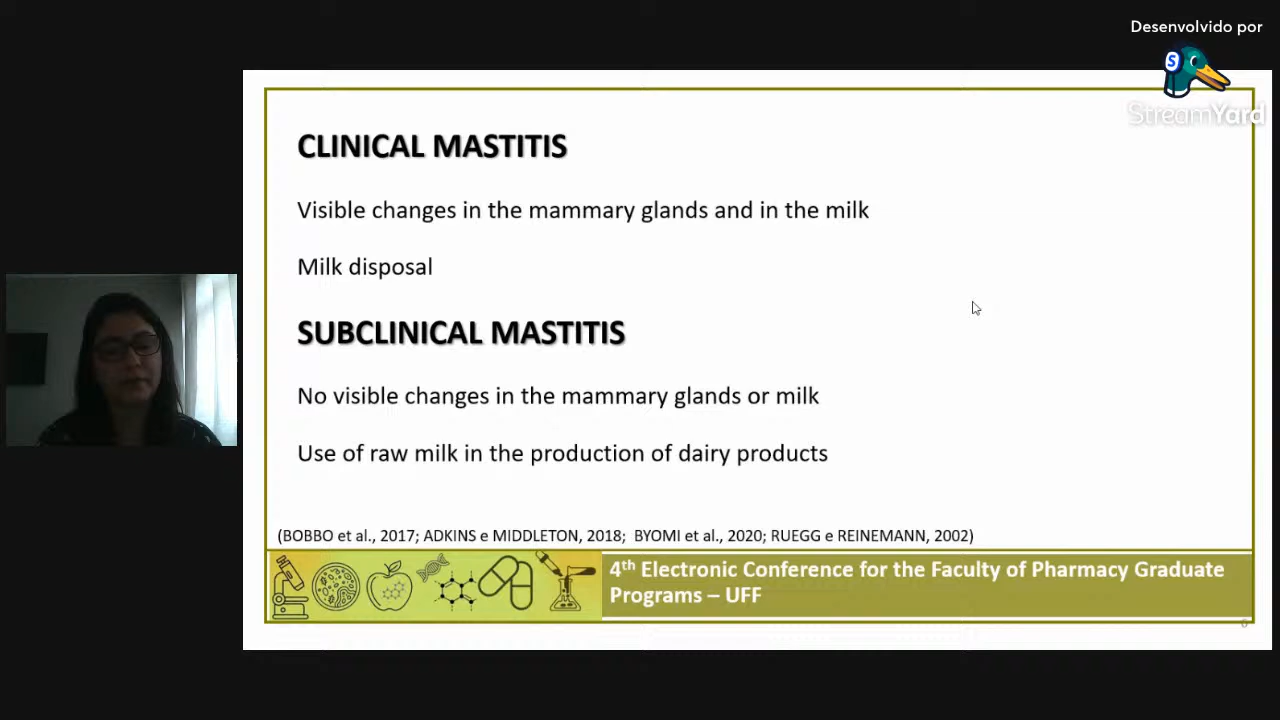 Desenvolvido por
StreamYard
CLINICAL MASTITIS
Visible changes in the mammary glands and in the milk
Milk disposal
SUBCLINICAL MASTITIS
No visible changes in the mammary glands or milk
Use of raw milk in the production of dairy products
(BOBBO et al., 2017; ADKINS e MIDDLETON, 2018; BYOMI et al., 2020; RUEGG e REINEMANN, 2002)
4th Electronic Conference for the Faculty of Pharmacy Graduate
Programs – UFF